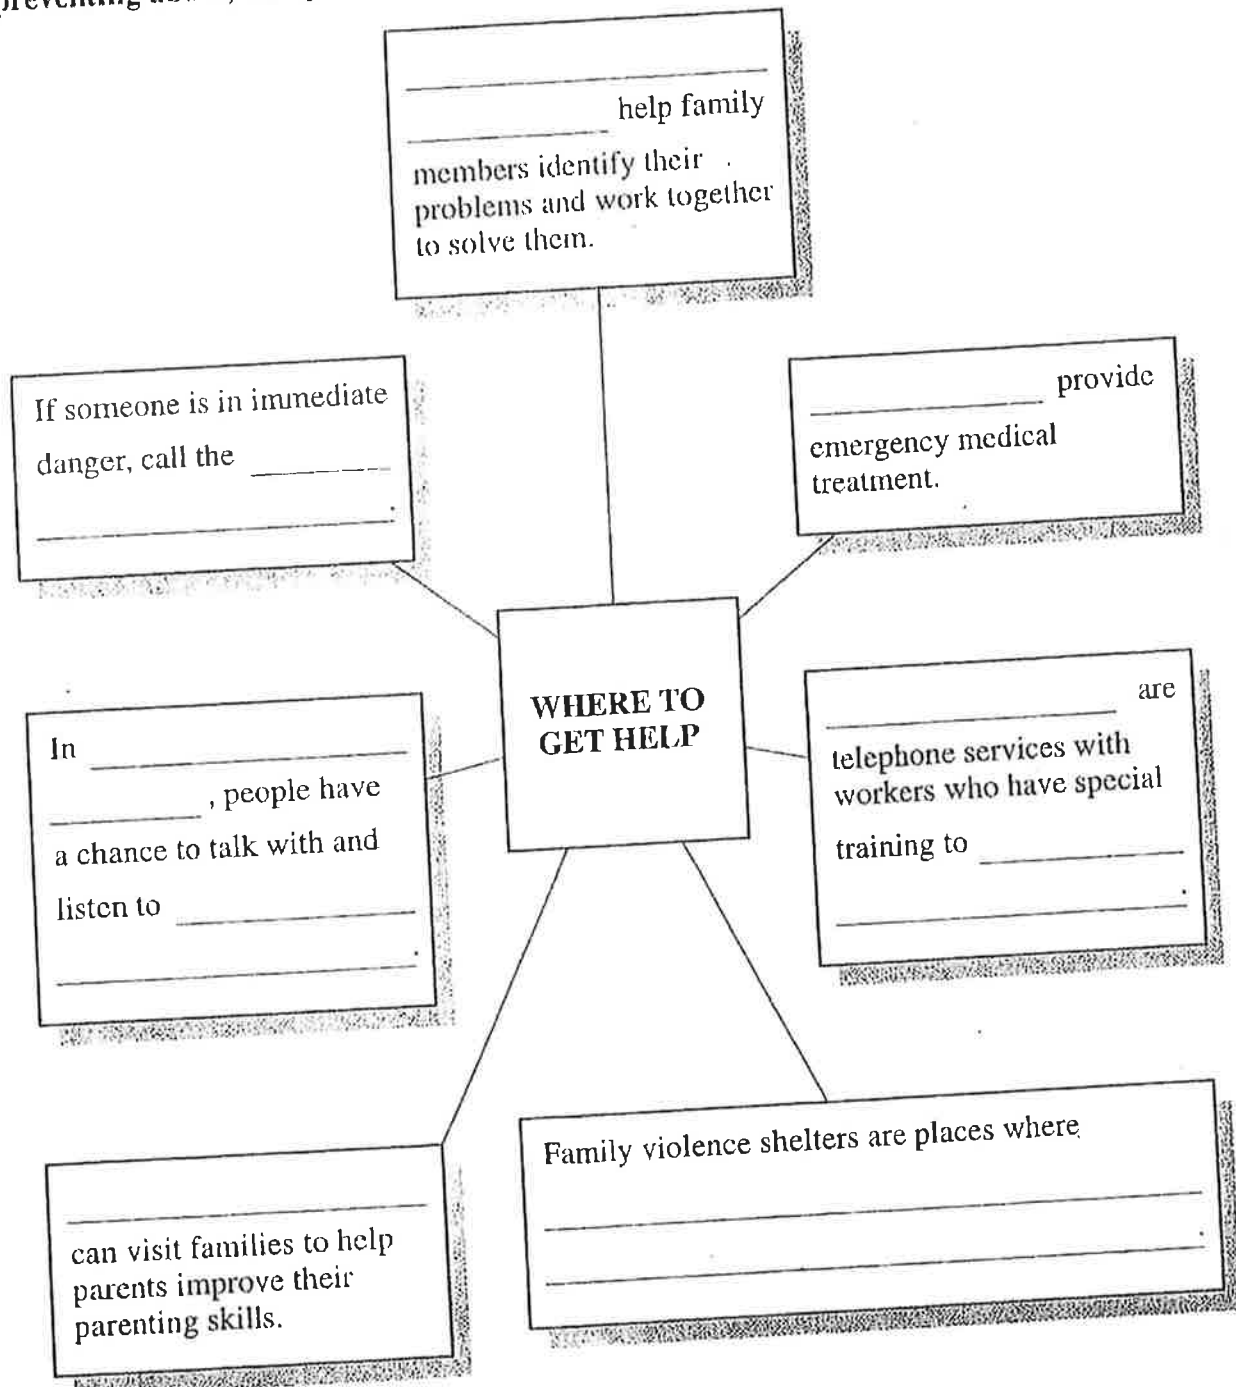 preventing
help family
members identify their
problems and work together
to solve them.
If someone is in immediate
danger, call the
.
provide
emergency medical
treatment.
WHERE TO
GET HELP
In
, people have
a chance to talk with and
listen to
.
are
telephone services with
workers who have special
training to
.
can visit families to help
parents improve their
parenting skills.
Family violence shelters are places where
.